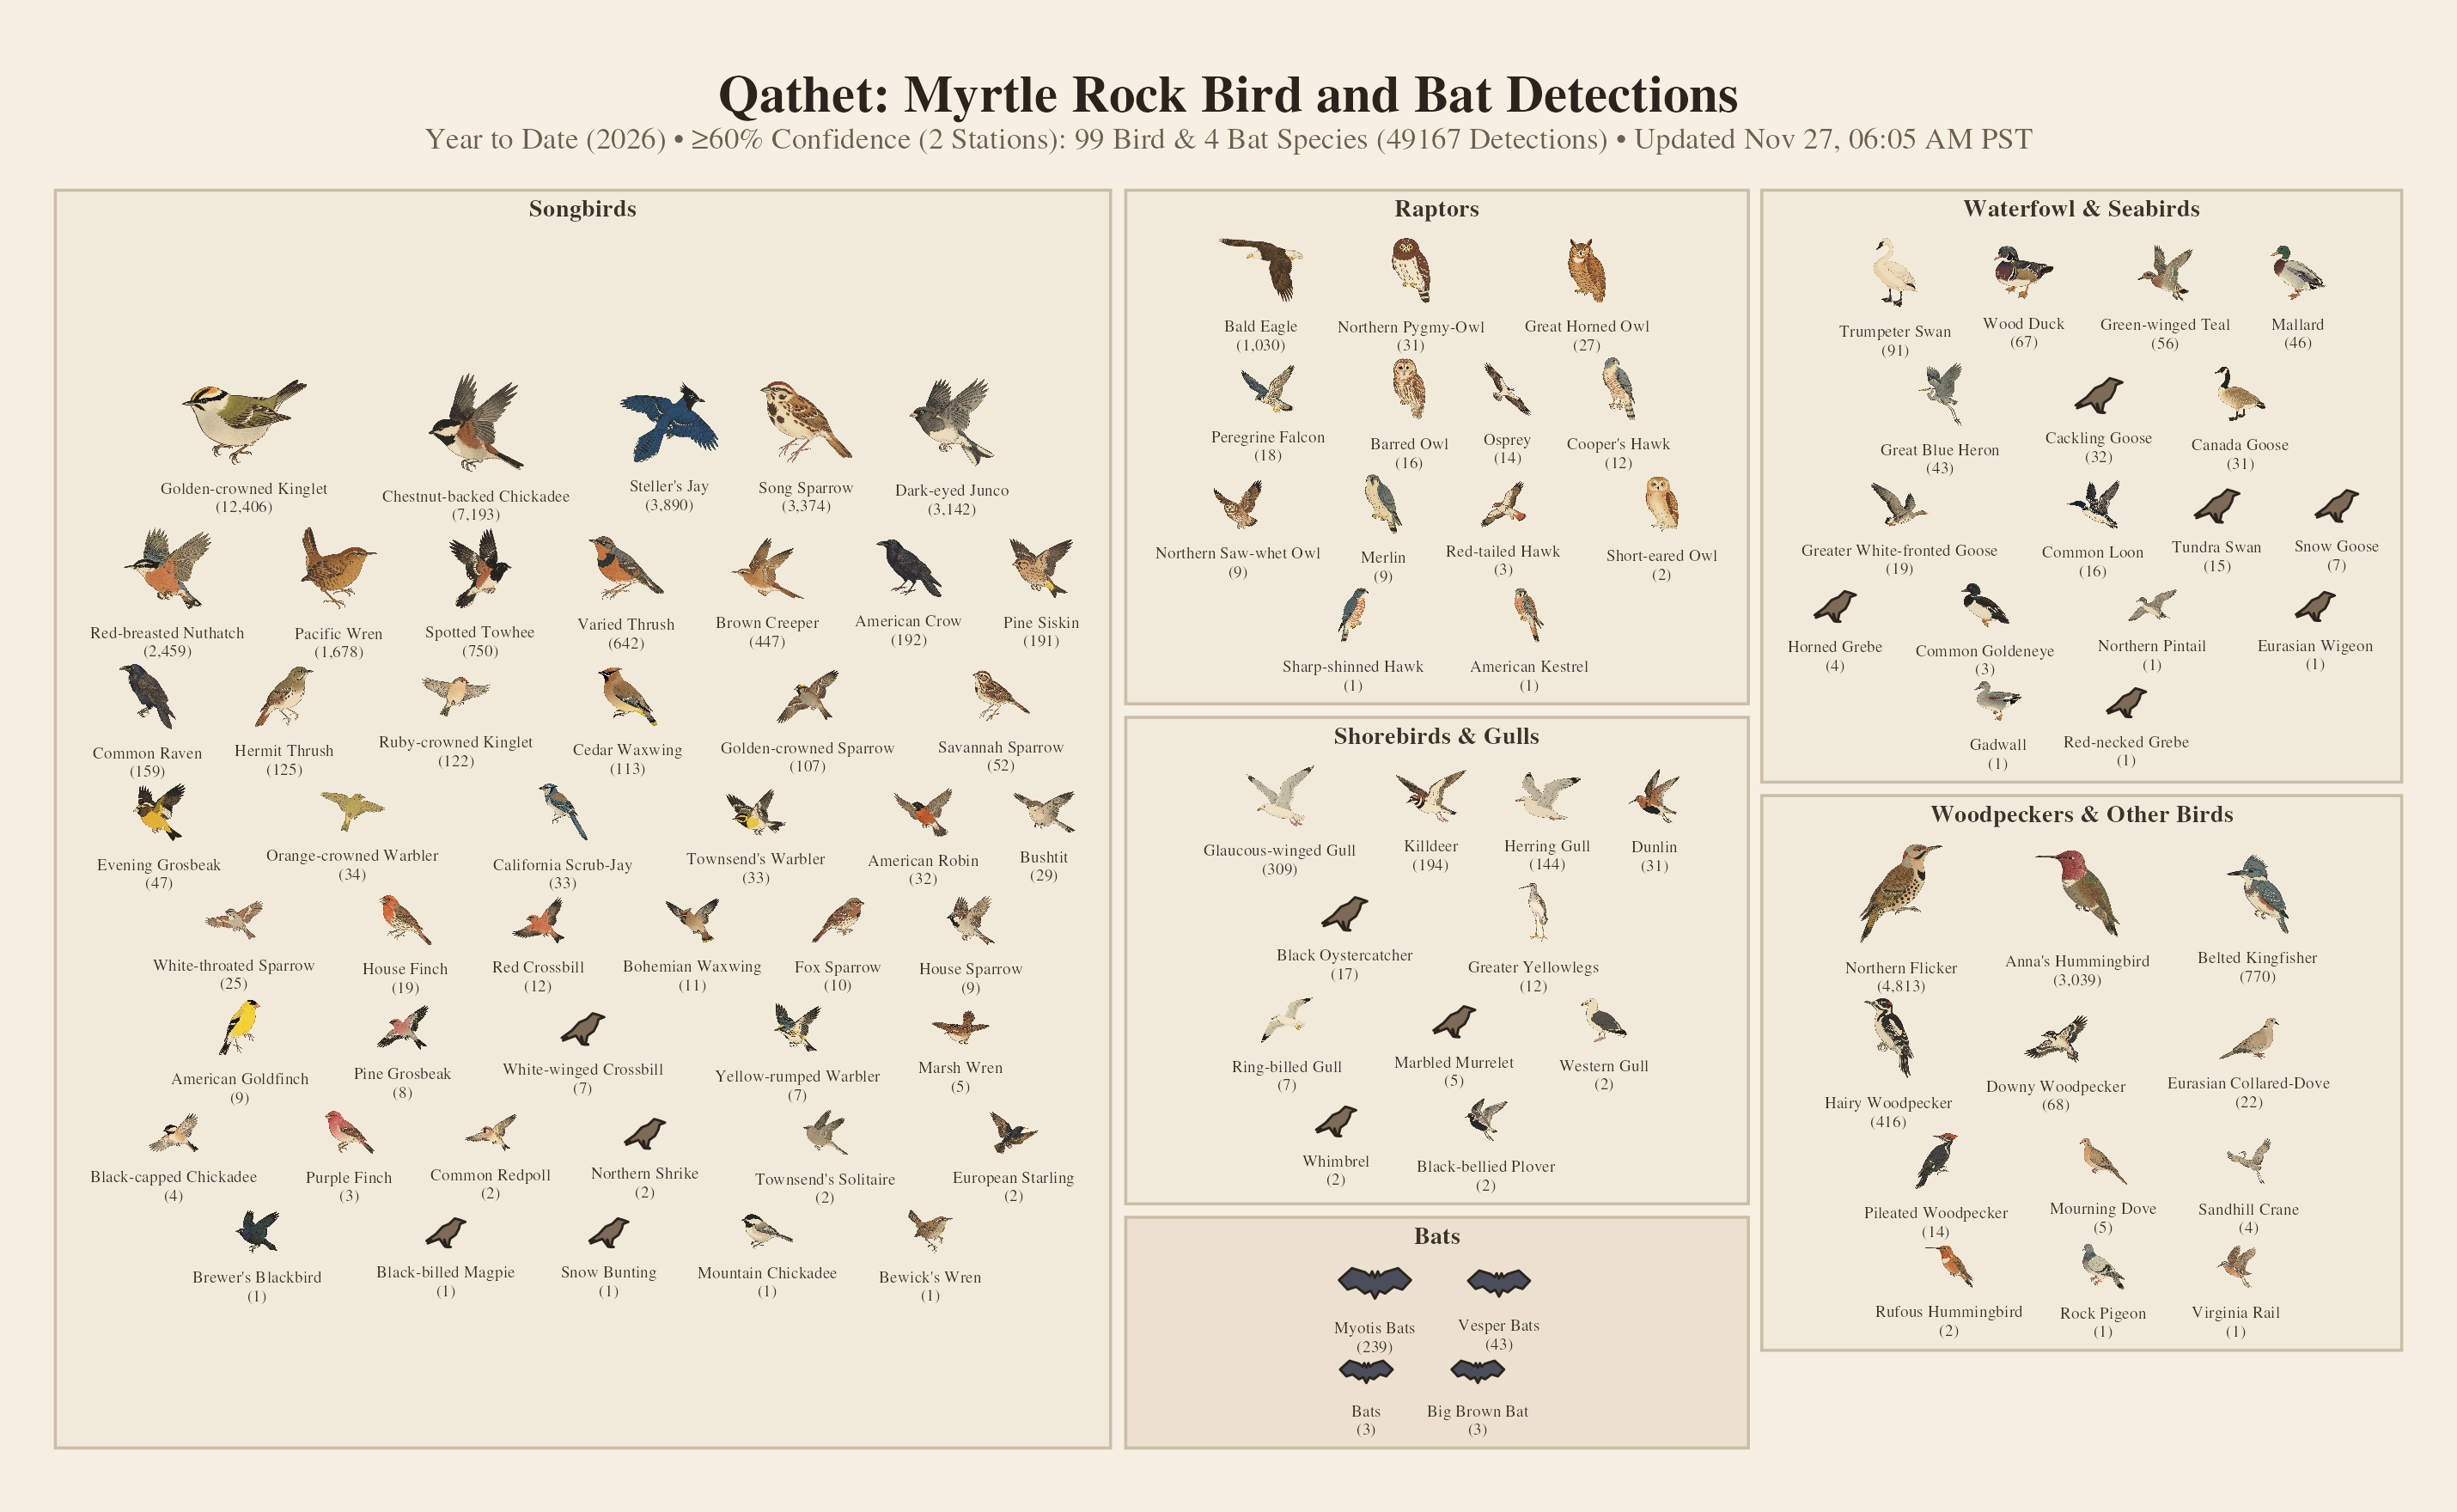 Qathet: Myrtle Rock Bird and Bat Detections
Year to Date (2026) • ≥60% Confidence (2 Stations): 99 Bird & 4 Bat Species (49167 Detections) • Updated Nov 27, 06:05 AM PST
Songbirds
Golden-crowned Kinglet
(12,406)
Chestnut-backed Chickadee
(7,193)
Steller's Jay
(3,890)
Song Sparrow
(3,374)
Dark-eyed Junco
(3,142)
Red-breasted Nuthatch
(2,459)
Pacific Wren
(1,678)
Spotted Towhee
(750)
Varied Thrush
(642)
Brown Creeper
(447)
American Crow
(192)
Pine Siskin
(191)
Common Raven
(159)
Hermit Thrush
(125)
Ruby-crowned Kinglet
(122)
Cedar Waxwing
(113)
Golden-crowned Sparrow
(107)
Savannah Sparrow
(52)
Evening Grosbeak
(47)
Orange-crowned Warbler
(34)
California Scrub-Jay
(33)
Townsend's Warbler
(33)
American Robin
(32)
Bushtit
(29)
White-throated Sparrow
(25)
House Finch
(19)
Red Crossbill
(12)
Bohemian Waxwing
(11)
Fox Sparrow
(10)
House Sparrow
(9)
American Goldfinch
(9)
Pine Grosbeak
(8)
White-winged Crossbill
(7)
Yellow-rumped Warbler
(7)
Marsh Wren
(5)
Black-capped Chickadee
(4)
Purple Finch
(3)
Common Redpoll
(2)
Northern Shrike
(2)
Townsend's Solitaire
(2)
European Starling
(2)
Brewer's Blackbird
(1)
Black-billed Magpie
(1)
Snow Bunting
(1)
Mountain Chickadee
(1)
Bewick's Wren
(1)
Raptors
Bald Eagle
(1,030)
Northern Pygmy-Owl
(31)
Great Horned Owl
(27)
Peregrine Falcon
(18)
Barred Owl
(16)
Osprey
(14)
Cooper's Hawk
(12)
Northern Saw-whet Owl
(9)
Merlin
(9)
Red-tailed Hawk
(3)
Short-eared Owl
(2)
Sharp-shinned Hawk
(1)
American Kestrel
(1)
Shorebirds & Gulls
Glaucous-winged Gull
(309)
Killdeer
(194)
Herring Gull
(144)
Dunlin
(31)
Black Oystercatcher
(17)
Greater Yellowlegs
(12)
Ring-billed Gull
(7)
Marbled Murrelet
(5)
Western Gull
(2)
Whimbrel
(2)
Black-bellied Plover
(2)
Bats
Myotis Bats
(239)
Vesper Bats
(43)
Bats
(3)
Big Brown Bat
(3)
Waterfowl & Seabirds
Trumpeter Swan
(91)
Wood Duck
(67)
Green-winged Teal
(56)
Mallard
(46)
Great Blue Heron
(43)
Cackling Goose
(32)
Canada Goose
(31)
Greater White-fronted Goose
(19)
Common Loon
(16)
Tundra Swan
(15)
Snow Goose
(7)
Horned Grebe
(4)
Common Goldeneye
(3)
Northern Pintail
(1)
Eurasian Wigeon
(1)
Gadwall
(1)
Red-necked Grebe
(1)
Woodpeckers & Other Birds
Northern Flicker
(4,813)
Anna's Hummingbird
(3,039)
Belted Kingfisher
(770)
Hairy Woodpecker
(416)
Downy Woodpecker
(68)
Eurasian Collared-Dove
(22)
Pileated Woodpecker
(14)
Mourning Dove
(5)
Sandhill Crane
(4)
Rufous Hummingbird
(2)
Rock Pigeon
(1)
Virginia Rail
(1)